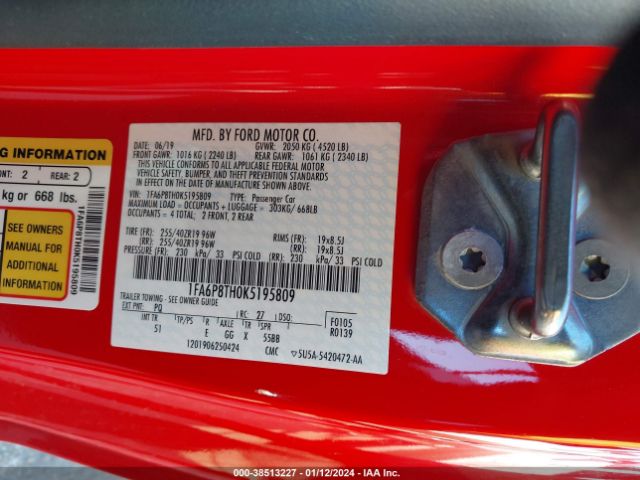 NG INFORMATION
ONT: 2 REAR: 2
kg or 668 lbs.
SEE OWNERS
MANUAL FOR
ADDITIONAL
INFORMATION
1FA6P8TH0K5195809
MFD. BY FORD MOTOR CO.
DATE: 06/19 GVWR: 2050 KG ( 4520 LB)
FRONT GAWR: 1016 KG ( 2240 LB) REAR GAWR: 1061 KG ( 2340 LB)
THIS VEHICLE CONFORMS TO ALL APPLICABLE FEDERAL MOTOR
VEHICLE SAFETY, BUMPER, AND THEFT PREVENTION STANDARDS
IN EFFECT ON THE DATE OF MANUFACTURE SHOWN ABOVE.
VIN: 1FA6P8TH0K5195809 TYPE: Passenger Car
MAXIMUM LOAD = OCCUPANTS + LUGGAGE = 303KG/ 668LB
OCCUPANTS = 4 TOTAL: 2 FRONT, 2 REAR
TIRE (FR): 255/40ZR19 96W RIMS (FR): 19x8.5J
(RR): 255/40ZR19 96W (RR): 19x8.5J
PRESSURE (FR): 230 kPa/ 33 PSI COLD (RR): 230 kPa/ 33 PSI COLD
1FA6P8TH0K5195809
TRAILER TOWING - SEE OWNER GUIDE
EXT PNT: PQ RC: 27 DSO: F0105
INT TR TP/PS R AXLE TR SPR R0139
51 E GG X 55BB
1201906250424 CMC ▽5U5A-5420472-AA
000-38513227 - 01/12/2024 - IAA Inc.